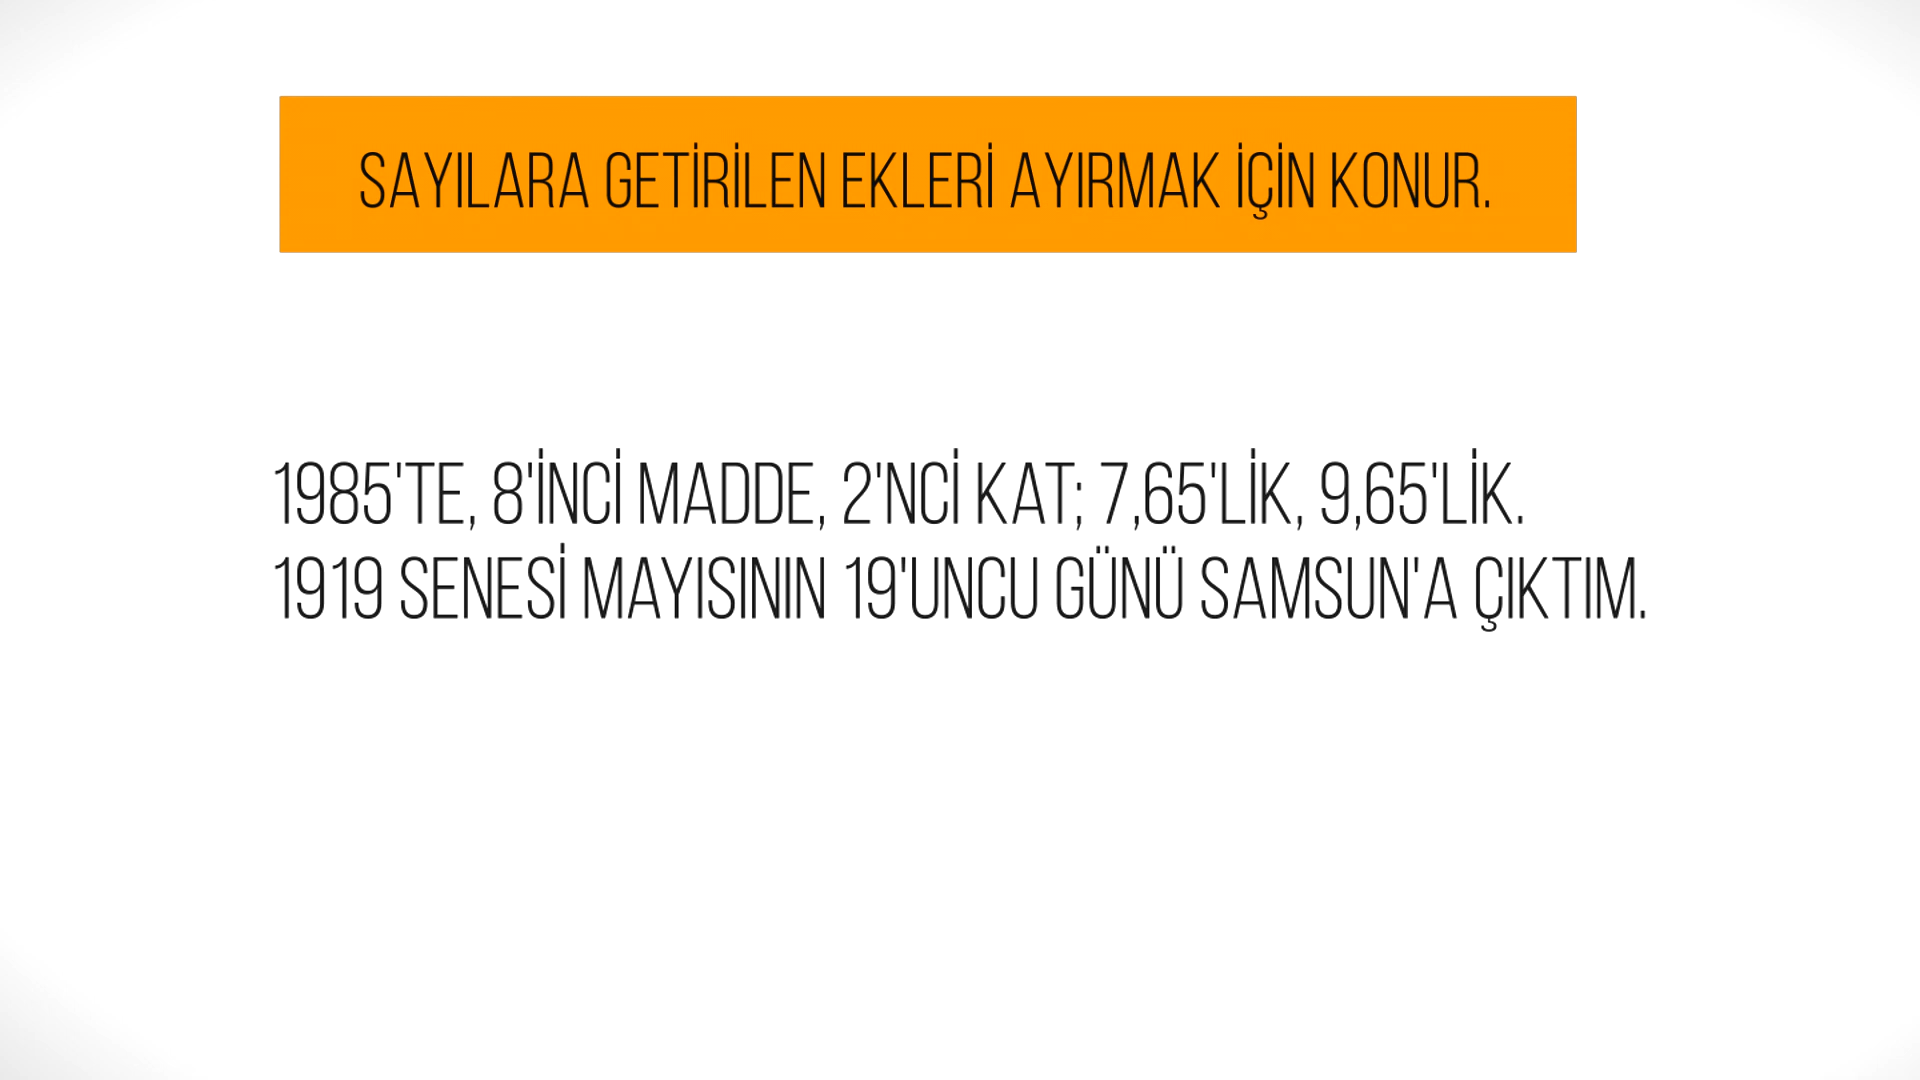 SAYILARA GETİRİLEN EKLERİ AYIRMAK İÇİN KONUR.
1985'TE, 8'İNCİ MADDE, 2'NCİ KAT; 7,65'LİK, 9,65'LİK.
1919 SENESİ MAYISININ 19'UNCU GÜNÜ SAMSUN'A ÇIKTIM.